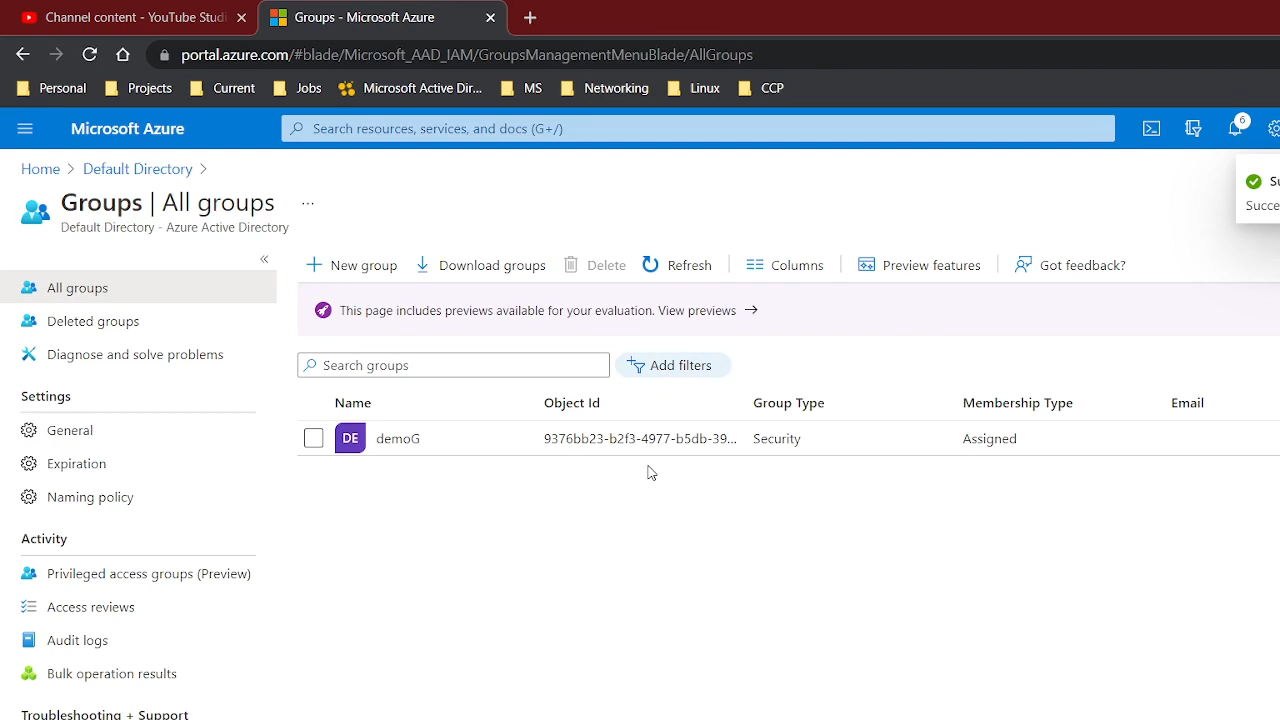 Channel content - YouTube Studi
Groups - Microsoft Azure
portal.azure.com/#blade/Microsoft_AAD_IAM/GroupsManagementMenuBlade/AllGroups
Personal Projects Current Jobs Microsoft Active Dir... MS Networking Linux CCP
Microsoft Azure
Search resources, services, and docs (G+/)
6
Home > Default Directory >
Groups | All groups ...
Default Directory - Azure Active Directory
Su
Succe
«
All groups
Deleted groups
Diagnose and solve problems
Settings
General
Expiration
Naming policy
Activity
Privileged access groups (Preview)
Access reviews
Audit logs
Bulk operation results
Troubleshooting + Support
New group Download groups Delete Refresh Columns Preview features Got feedback?
This page includes previews available for your evaluation. View previews →
Search groups
Add filters
Name Object Id Group Type Membership Type Email
DE demoG 9376bb23-b2f3-4977-b5db-39... Security Assigned